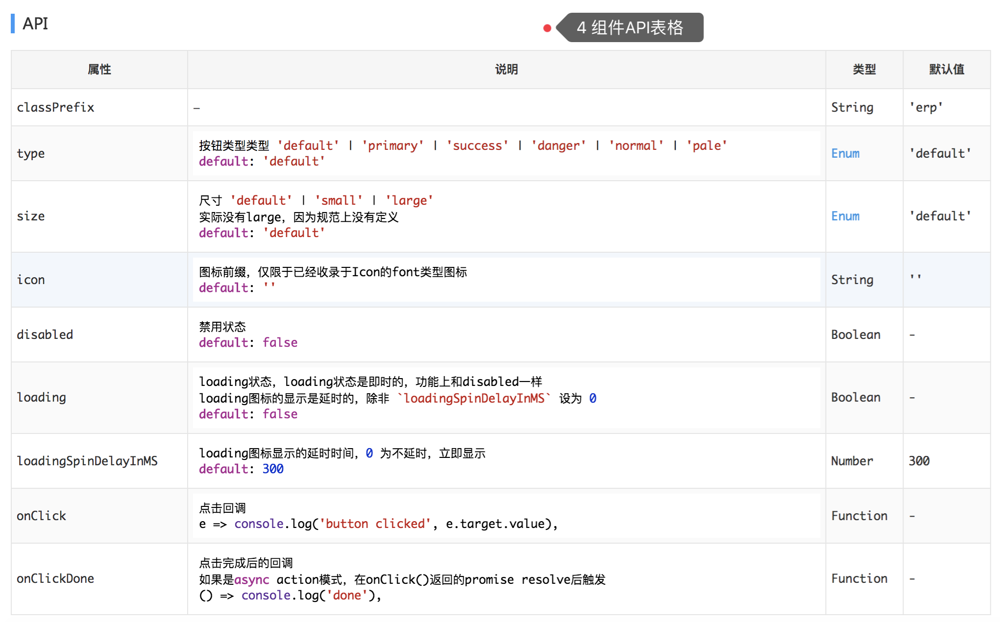 API
4 组件API表格
属性 说明 类型 默认值
classPrefix – String 'erp'
type
按钮类型类型 'default' | 'primary' | 'success' | 'danger' | 'normal' | 'pale'
default: 'default'
Enum 'default'
size
尺寸 'default' | 'small' | 'large'
实际没有large，因为规范上没有定义
default: 'default'
Enum 'default'
icon
图标前缀，仅限于已经收录于Icon的font类型图标
default: ''
String ''
disabled
禁用状态
default: false
Boolean -
loading
loading状态，loading状态是即时的，功能上和disabled一样
loading图标的显示是延时的，除非 `loadingSpinDelayInMS` 设为 0
default: false
Boolean -
loadingSpinDelayInMS
loading图标显示的延时时间，0 为不延时，立即显示
default: 300
Number 300
onClick
点击回调
e => console.log('button clicked', e.target.value),
Function -
onClickDone
点击完成后的回调
如果是async action模式，在onClick()返回的promise resolve后触发
() => console.log('done'),
Function -